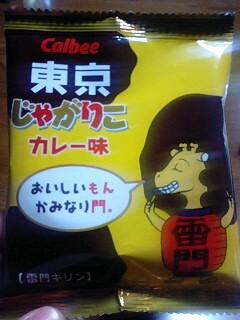 Calbee
東京
じゃがりこ
カレー味
おいしいもん
かみなり門。
雷門
【雷門キリン】